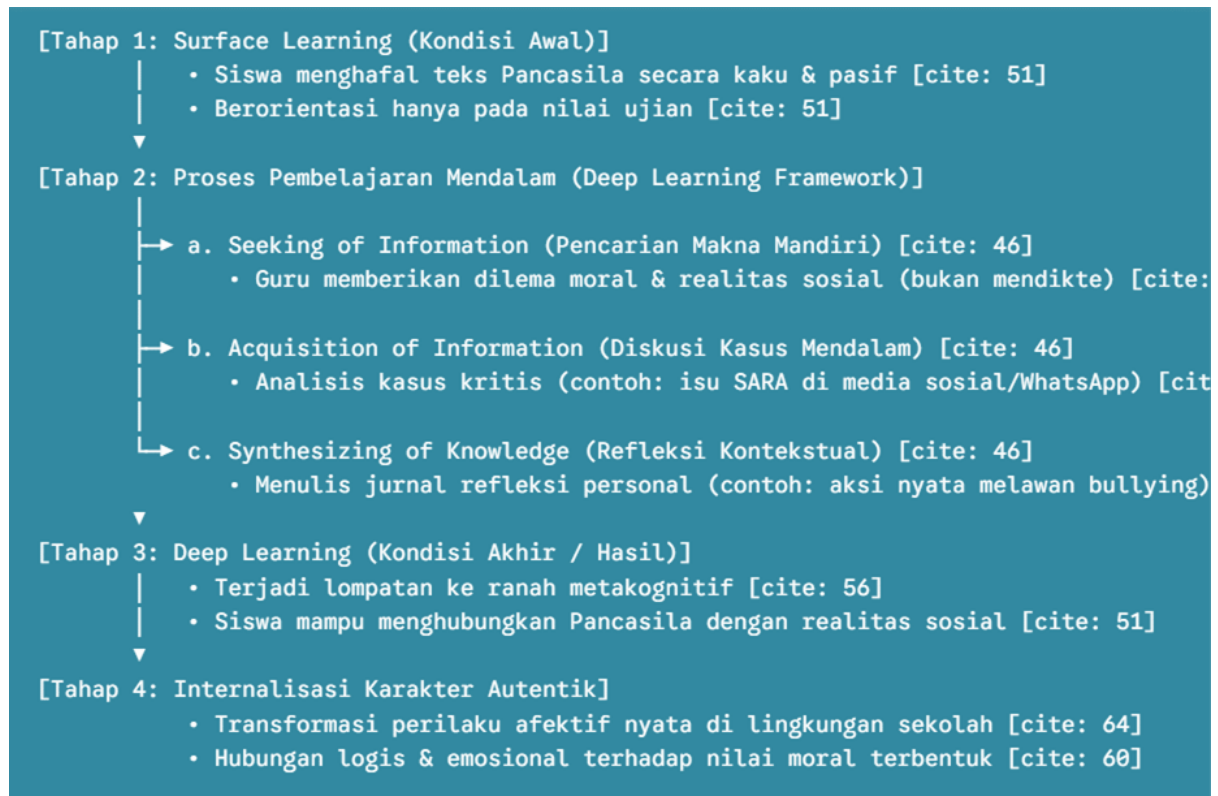 [Tahap 1: Surface Learning (Kondisi Awal)]
• Siswa menghafal teks Pancasila secara kaku & pasif [cite: 51]
• Berorientasi hanya pada nilai ujian [cite: 51]
[Tahap 2: Proses Pembelajaran Mendalam (Deep Learning Framework)]
a. Seeking of Information (Pencarian Makna Mandiri) [cite: 46]
• Guru memberikan dilema moral & realitas sosial (bukan mendikte) [cite:
b. Acquisition of Information (Diskusi Kasus Mendalam) [cite: 46]
• Analisis kasus kritis (contoh: isu SARA di media sosial/WhatsApp) [cit
c. Synthesizing of Knowledge (Refleksi Kontekstual) [cite: 46]
• Menulis jurnal refleksi personal (contoh: aksi nyata melawan bullying)
[Tahap 3: Deep Learning (Kondisi Akhir / Hasil)]
• Terjadi lompatan ke ranah metakognitif [cite: 56]
• Siswa mampu menghubungkan Pancasila dengan realitas sosial [cite: 51]
[Tahap 4: Internalisasi Karakter Autentik]
• Transformasi perilaku afektif nyata di lingkungan sekolah [cite: 64]
• Hubungan logis & emosional terhadap nilai moral terbentuk [cite: 60]